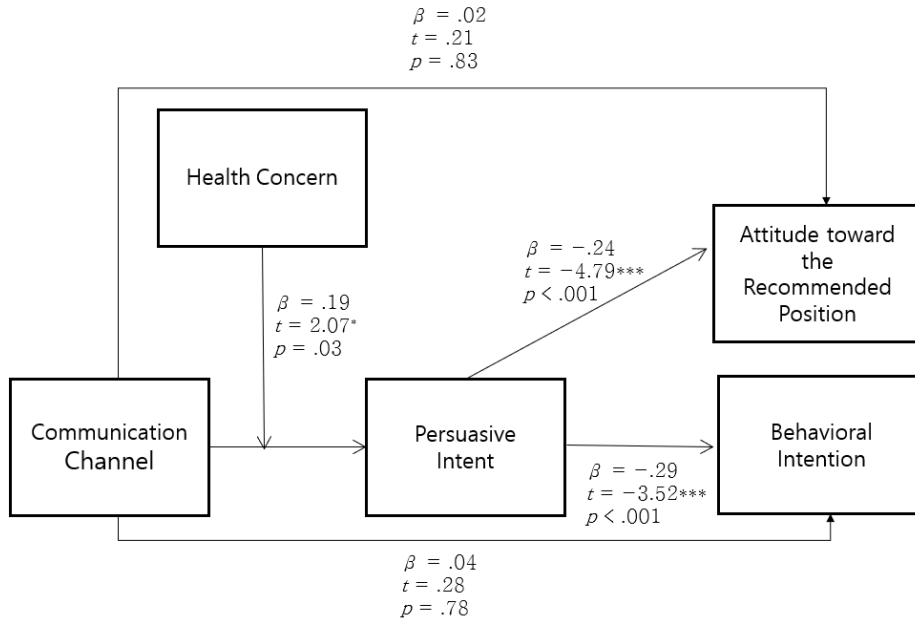 β = .02
t = .21
p = .83
Health Concern
β = −.24
t = −4.79***
p < .001
Attitude toward
the
Recommended
Position
β = .19
t = 2.07*
p = .03
Communication
Channel
Persuasive
Intent
Behavioral
Intention
β = −.29
t = −3.52***
p < .001
β = .04
t = .28
p = .78